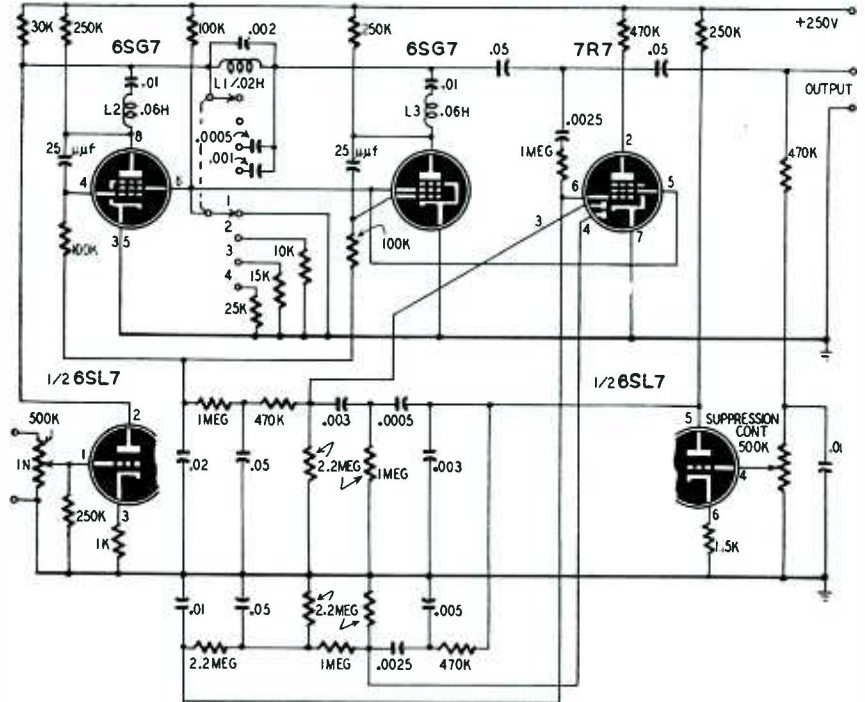 30K 250K 100K 250K 470K 250K +250V
6SG7 .002 6SG7 .05 7R7 .05
OUTPUT
.01 L1/.02H .01
L2 .06H L3 .06H
.0005 .0025
.001 1MEG 470K
25 μμf 25 μμf
8 2
4 6 6 5
3 4
1
35 2 7
100K 3 10K 100K
4 15K
25K
1/2 6SL7 1/2 6SL7
500K 2 1MEG 470K .003 .0005 5 SUPPRESSION
CONT
500K
IN 1 .02 .05 2.2MEG 1MEG .003 4 .01
250K 3 6
1K 1.5K
.01 .05 2.2MEG .005
2.2MEG 1MEG .0025 470K